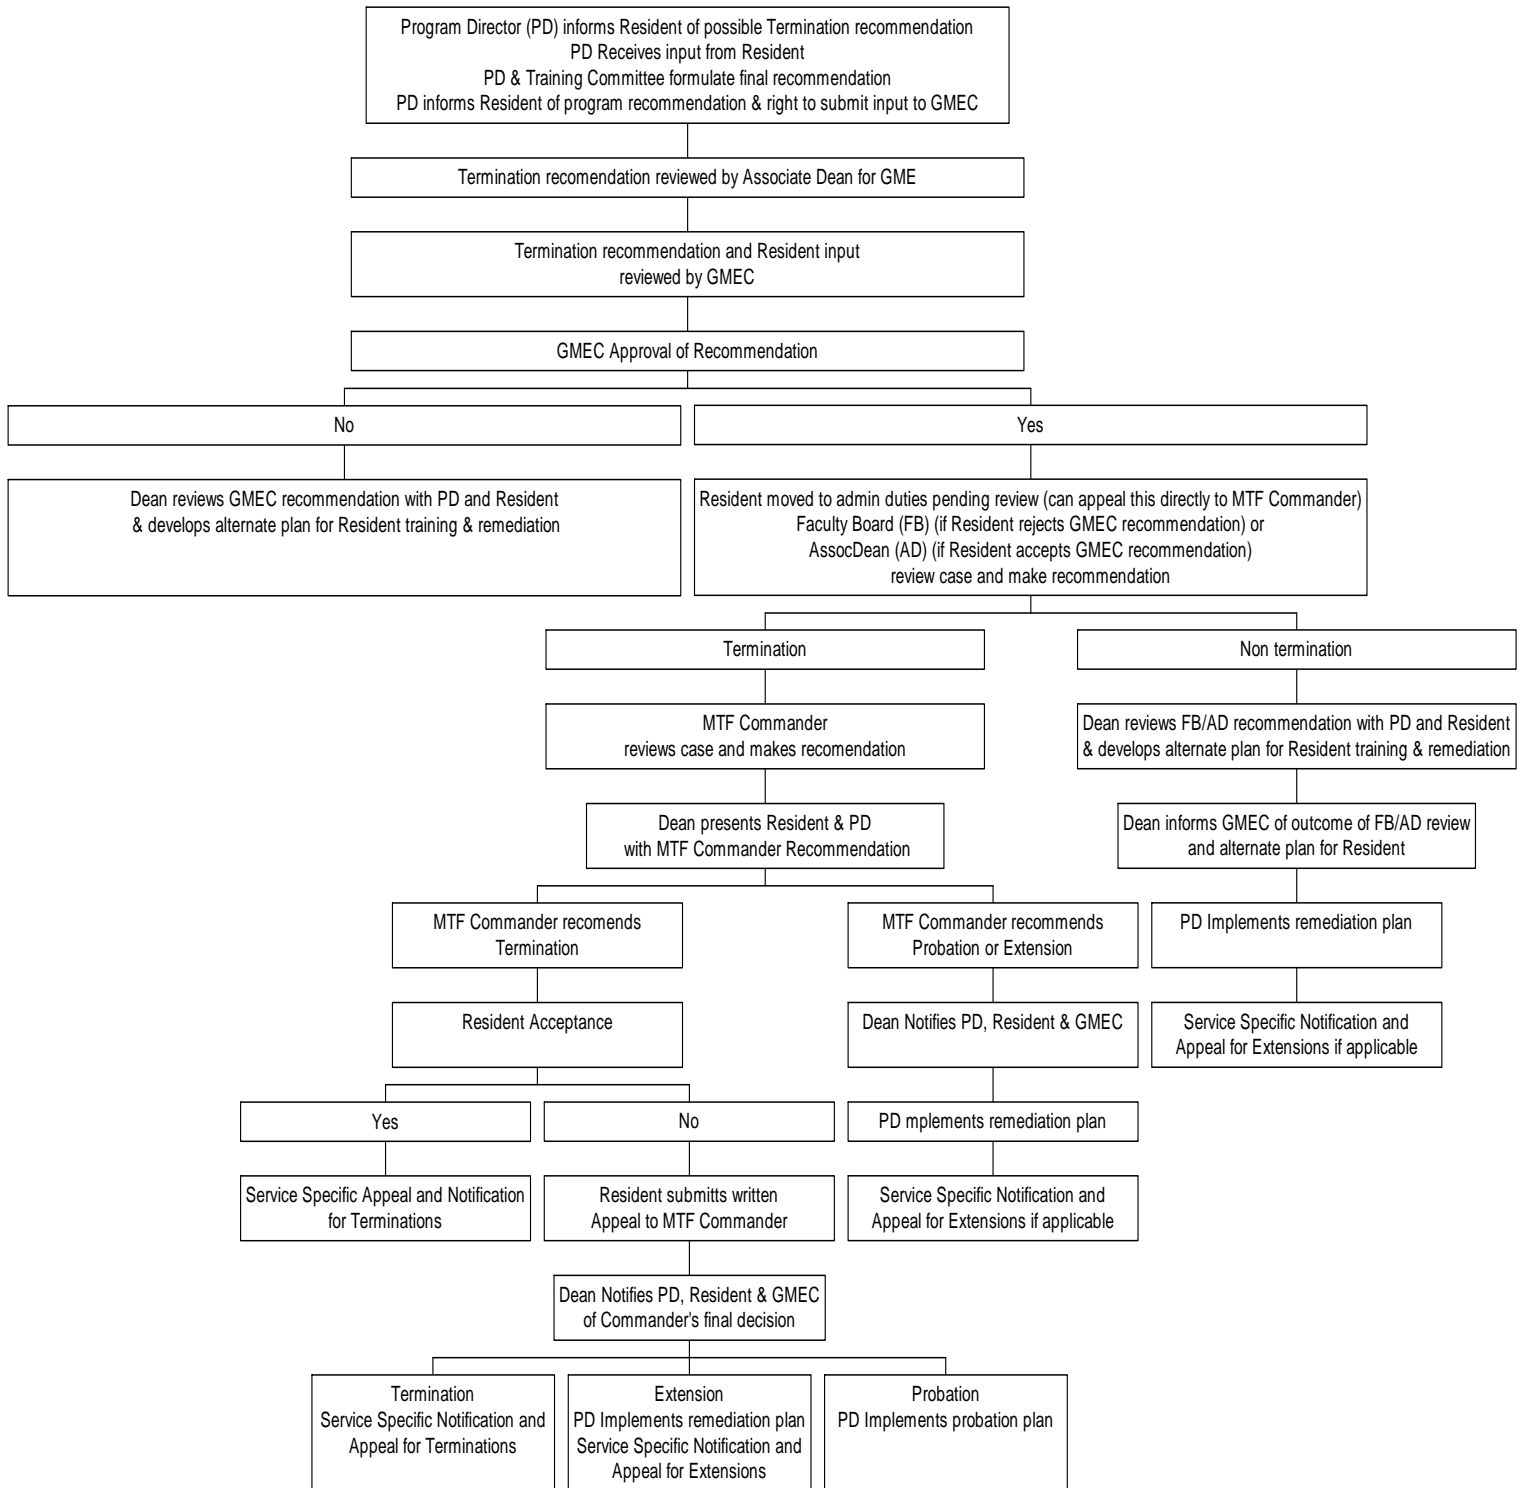 Program Director (PD) informs Resident of possible Termination recommendation
PD Receives input from Resident
PD & Training Committee formulate final recommendation
PD informs Resident of program recommendation & right to submit input to GMEC
Termination recomendation reviewed by Associate Dean for GME
Termination recommendation and Resident input
reviewed by GMEC
GMEC Approval of Recommendation
No
Yes
Dean reviews GMEC recommendation with PD and Resident
& develops alternate plan for Resident training & remediation
Resident moved to admin duties pending review (can appeal this directly to MTF Commander)
Faculty Board (FB) (if Resident rejects GMEC recommendation) or
AssocDean (AD) (if Resident accepts GMEC recommendation)
review case and make recommendation
Termination
Non termination
MTF Commander
reviews case and makes recomendation
Dean reviews FB/AD recommendation with PD and Resident
& develops alternate plan for Resident training & remediation
Dean presents Resident & PD
with MTF Commander Recommendation
Dean informs GMEC of outcome of FB/AD review
and alternate plan for Resident
MTF Commander recomends
Termination
MTF Commander recommends
Probation or Extension
PD Implements remediation plan
Resident Acceptance
Dean Notifies PD, Resident & GMEC
Service Specific Notification and
Appeal for Extensions if applicable
Yes
No
PD mplements remediation plan
Service Specific Appeal and Notification
for Terminations
Resident submitts written
Appeal to MTF Commander
Service Specific Notification and
Appeal for Extensions if applicable
Dean Notifies PD, Resident & GMEC
of Commander's final decision
Termination
Service Specific Notification and
Appeal for Terminations
Extension
PD Implements remediation plan
Service Specific Notification and
Appeal for Extensions
Probation
PD Implements probation plan